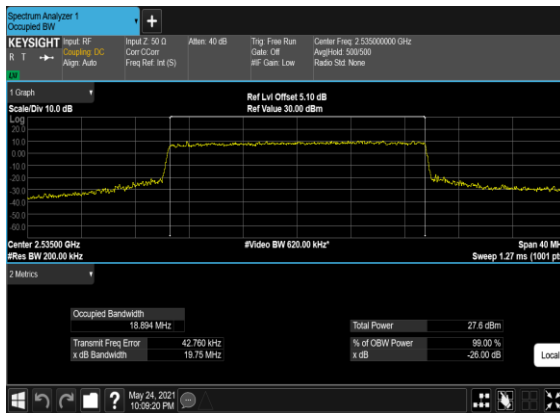 Spectrum Analyzer 1
Occupied BW
KEYSIGHT Input: RF Input Z: 50 Ω Atten: 40 dB Trig: Free Run Center Freq: 2.535000000 GHz
R T Coupling: DC Corr CCorr Gate: Off Avg|Hold: 500/500
Align: Auto Freq Ref: Int (S) #IF Gain: Low Radio Std: None
1 Graph
Ref Lvl Offset 5.10 dB
Scale/Div 10.0 dB Ref Value 30.00 dBm
Log
20.0
10.0
0.00
-10.0
-20.0
-30.0
-40.0
-50.0
-60.0
Center 2.53500 GHz #Video BW 620.00 kHz* Span 40 MH
#Res BW 200.00 kHz Sweep 1.27 ms (1001 pts
2 Metrics
Occupied Bandwidth
18.894 MHz Total Power 27.6 dBm
Transmit Freq Error 42.760 kHz % of OBW Power 99.00 %
x dB Bandwidth 19.75 MHz x dB -26.00 dB
Local
May 24, 2021
10:09:20 PM